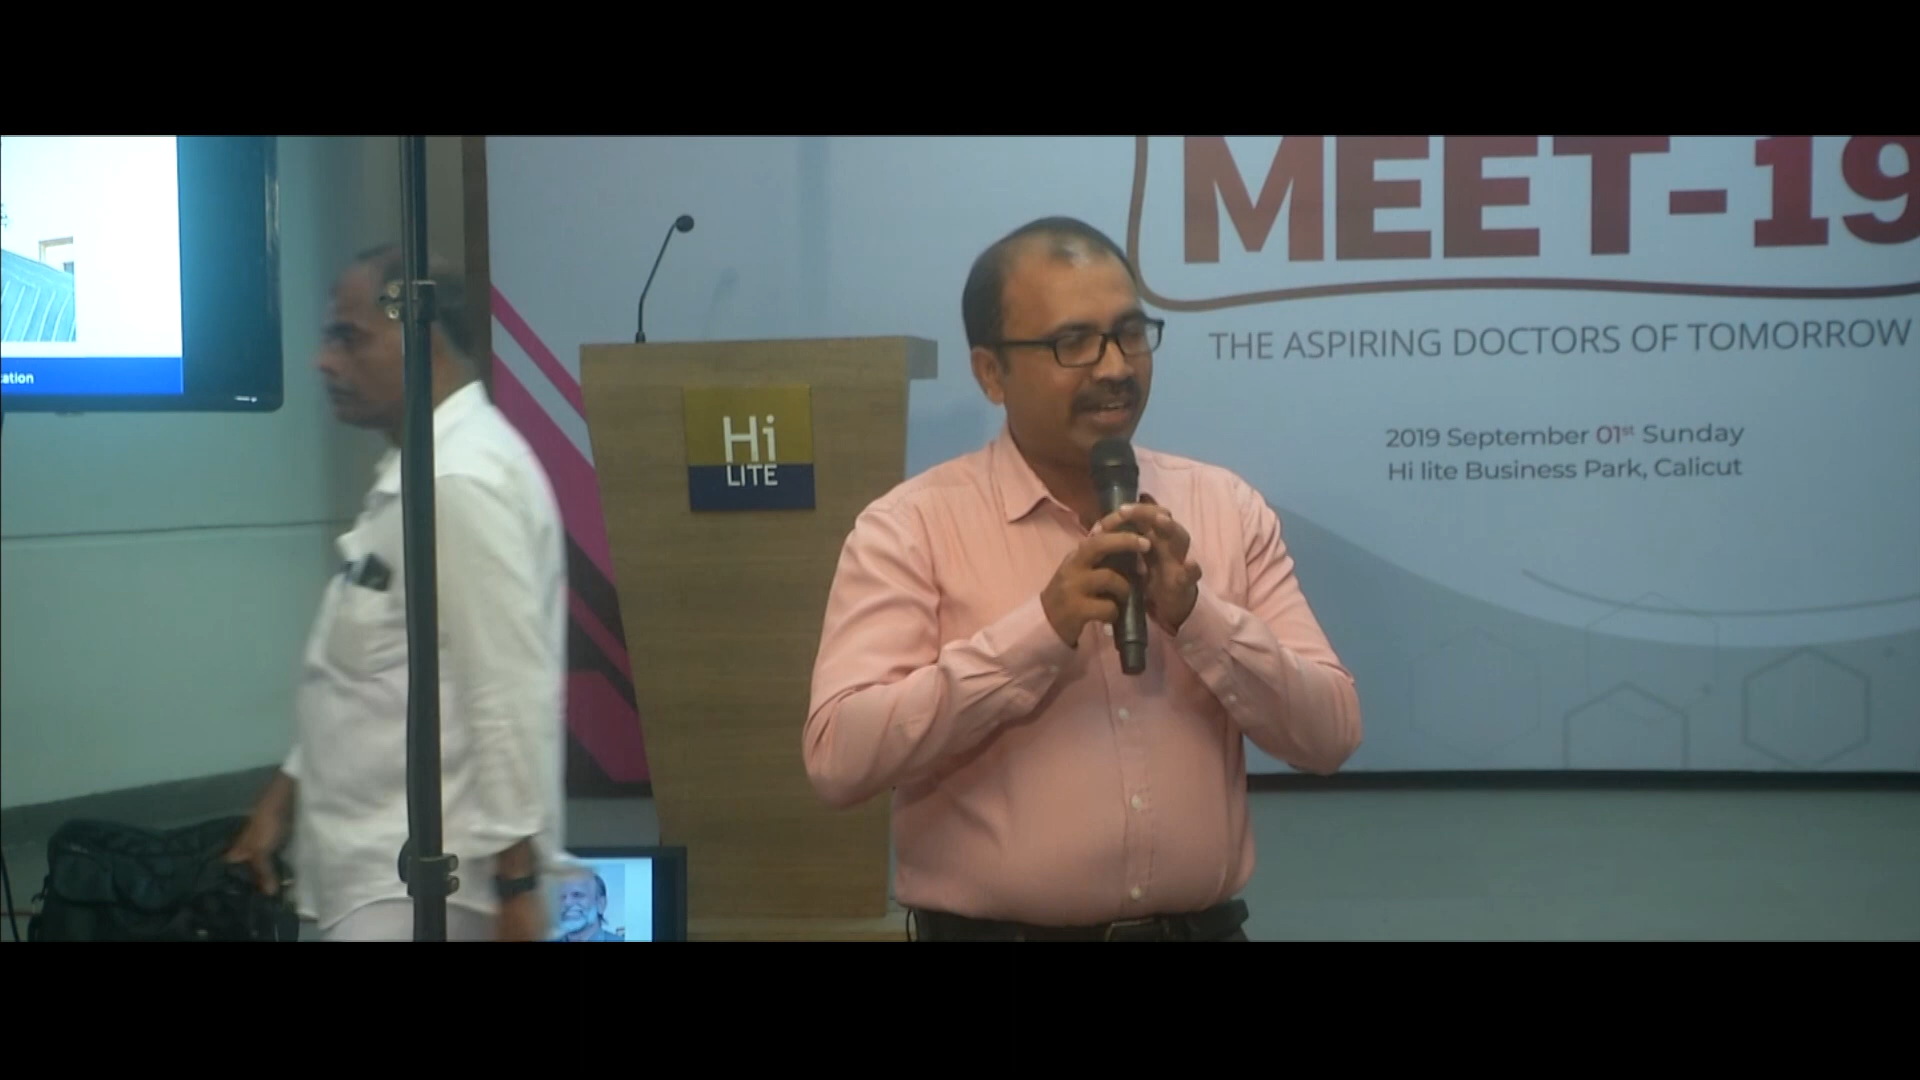 MEET-19
THE ASPIRING DOCTORS OF TOMORROW
2019 September 01st Sunday
Hi lite Business Park, Calicut
Hi
LITE